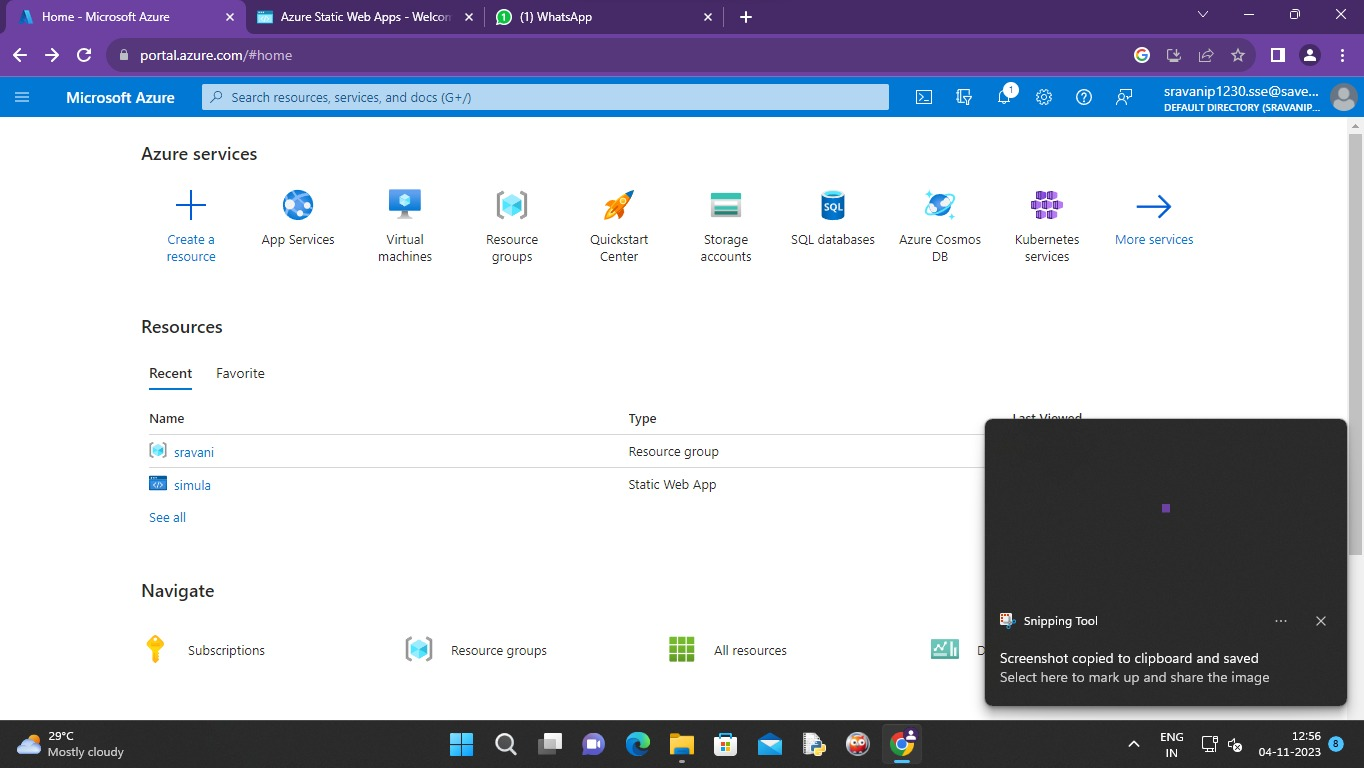 Home - Microsoft Azure
Azure Static Web Apps - Welcon
(1) WhatsApp
portal.azure.com/#home
Microsoft Azure
Search resources, services, and docs (G+/)
1
sravanip1230.sse@save...
DEFAULT DIRECTORY (SRAVANIP...
Azure services
Create a resource
App Services
Virtual machines
Resource groups
Quickstart Center
Storage accounts
SQL
SQL databases
Azure Cosmos DB
Kubernetes services
More services
Resources
Recent Favorite
Name Type Last Viewed
sravani Resource group
simula Static Web App
See all
Navigate
Subscriptions
Resource groups
All resources
D
Snipping Tool
Screenshot copied to clipboard and saved
Select here to mark up and share the image
29°C
Mostly cloudy
ENG
IN
12:56
04-11-2023
8